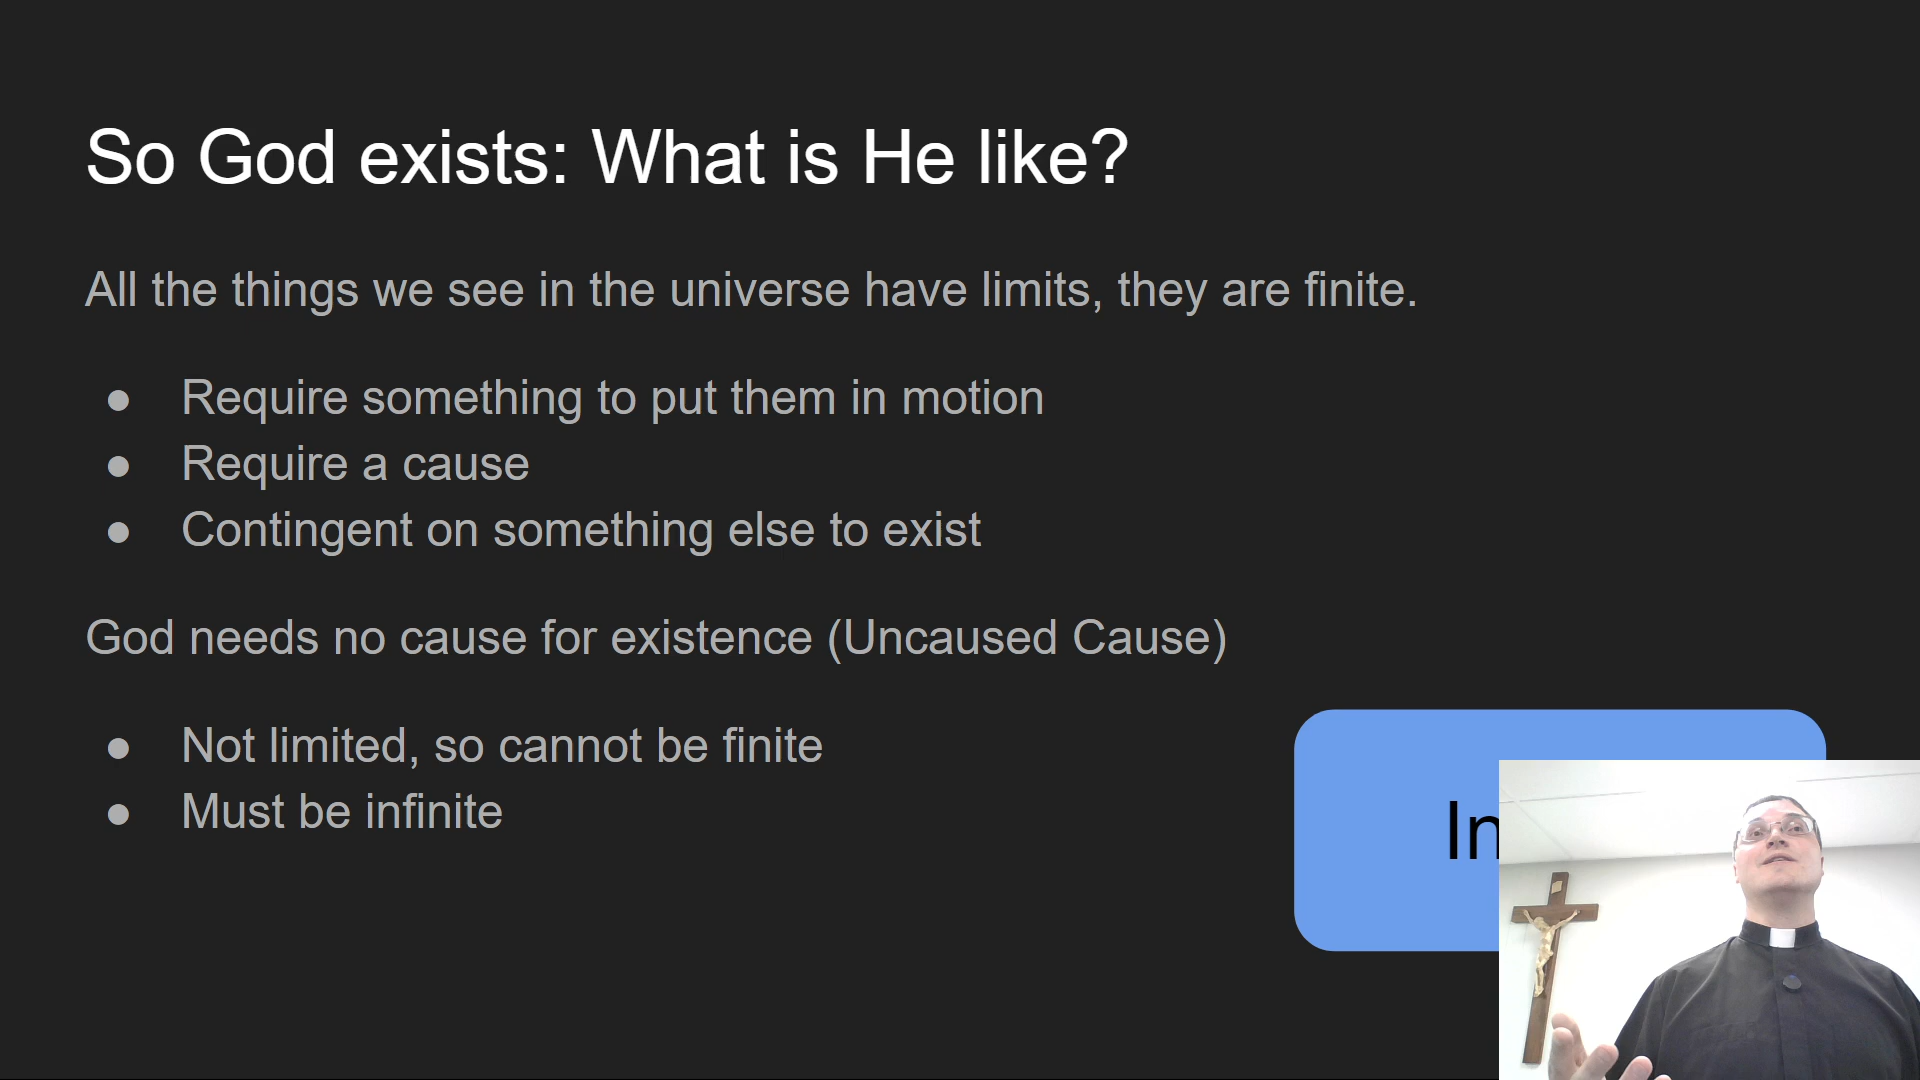 So God exists: What is He like?
All the things we see in the universe have limits, they are finite.
● Require something to put them in motion
● Require a cause
● Contingent on something else to exist
God needs no cause for existence (Uncaused Cause)
● Not limited, so cannot be finite
● Must be infinite